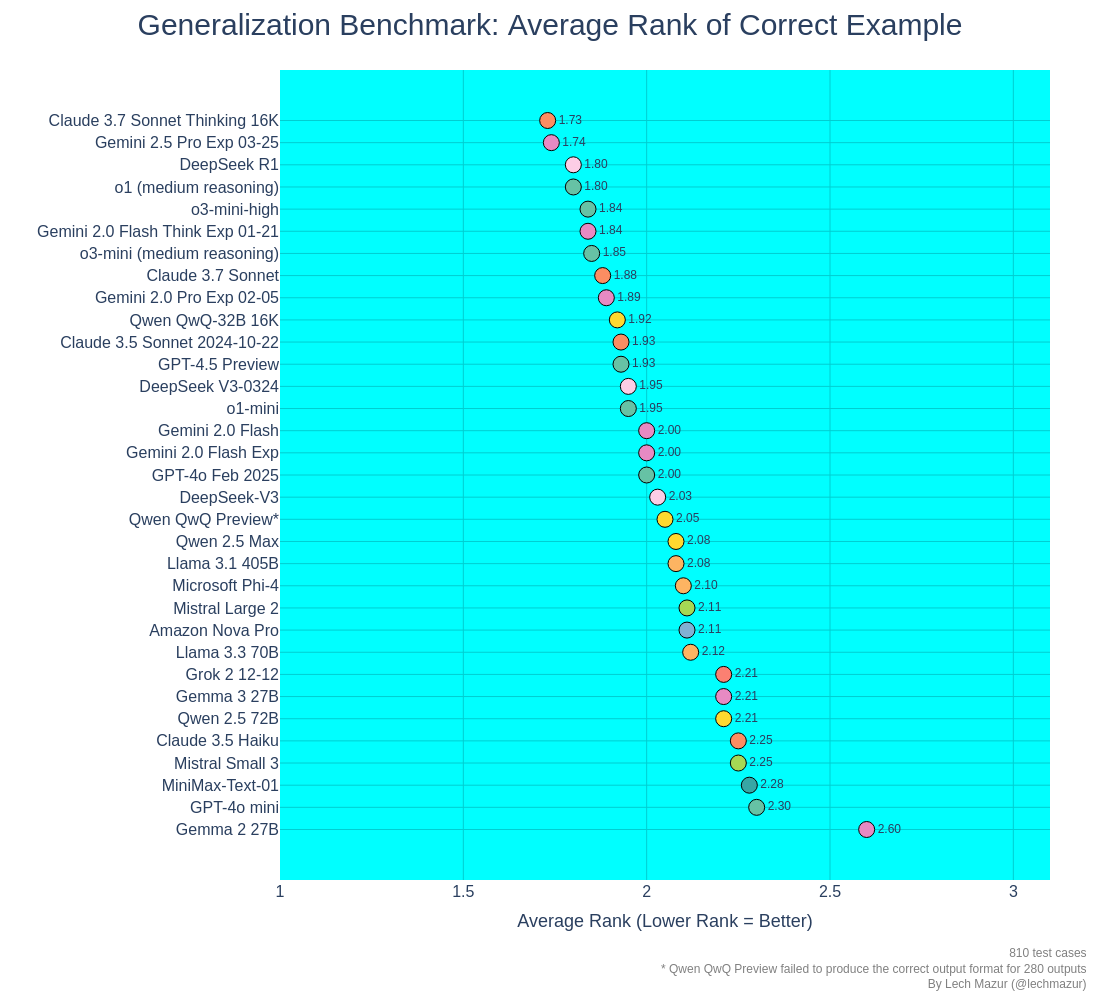 Generalization Benchmark: Average Rank of Correct Example
Claude 3.7 Sonnet Thinking 16K 1.73
Gemini 2.5 Pro Exp 03-25 1.74
DeepSeek R1 1.80
o1 (medium reasoning) 1.80
o3-mini-high 1.84
Gemini 2.0 Flash Think Exp 01-21 1.84
o3-mini (medium reasoning) 1.85
Claude 3.7 Sonnet 1.88
Gemini 2.0 Pro Exp 02-05 1.89
Qwen QwQ-32B 16K 1.92
Claude 3.5 Sonnet 2024-10-22 1.93
GPT-4.5 Preview 1.93
DeepSeek V3-0324 1.95
o1-mini 1.95
Gemini 2.0 Flash 2.00
Gemini 2.0 Flash Exp 2.00
GPT-4o Feb 2025 2.00
DeepSeek-V3 2.03
Qwen QwQ Preview* 2.05
Qwen 2.5 Max 2.08
Llama 3.1 405B 2.08
Microsoft Phi-4 2.10
Mistral Large 2 2.11
Amazon Nova Pro 2.11
Llama 3.3 70B 2.12
Grok 2 12-12 2.21
Gemma 3 27B 2.21
Qwen 2.5 72B 2.21
Claude 3.5 Haiku 2.25
Mistral Small 3 2.25
MiniMax-Text-01 2.28
GPT-4o mini 2.30
Gemma 2 27B 2.60
1 1.5 2 2.5 3
Average Rank (Lower Rank = Better)
810 test cases
* Qwen QwQ Preview failed to produce the correct output format for 280 outputs
By Lech Mazur (@lechmazur)